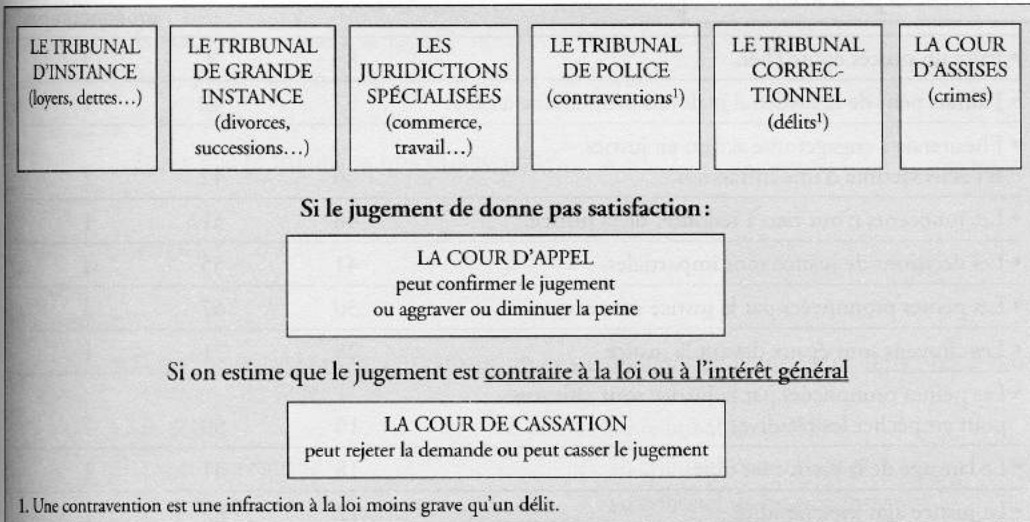 LE TRIBUNAL
D'INSTANCE
(loyers, dettes…)
LE TRIBUNAL
DE GRANDE
INSTANCE
(divorces,
successions…)
LES
JURIDICTIONS
SPÉCIALISÉES
(commerce,
travail…)
LE TRIBUNAL
DE POLICE
(contraventions¹)
LE TRIBUNAL
CORREC-
TIONNEL
(délits¹)
LA COUR
D'ASSISES
(crimes)
Si le jugement de donne pas satisfaction :
LA COUR D'APPEL
peut confirmer le jugement
ou aggraver ou diminuer la peine
Si on estime que le jugement est contraire à la loi ou à l'intérêt général
LA COUR DE CASSATION
peut rejeter la demande ou peut casser le jugement
1. Une contravention est une infraction à la loi moins grave qu'un délit.